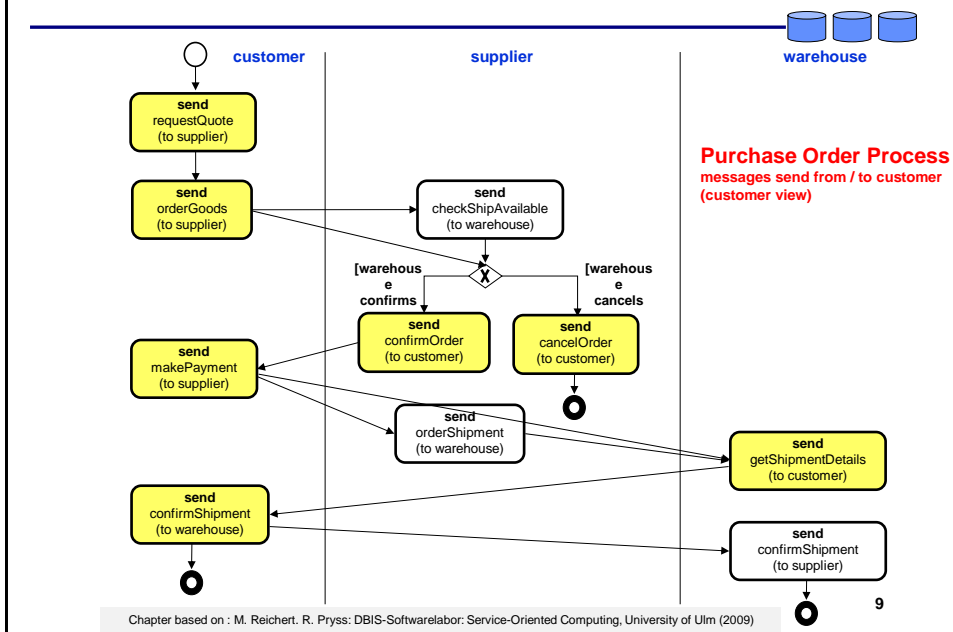 customer
supplier
warehouse
send
requestQuote
(to supplier)
Purchase Order Process
messages send from / to customer
(customer view)
send
orderGoods
(to supplier)
send
checkShipAvailable
(to warehouse)
[warehous
e
confirms
X
[warehous
e
cancels
send
confirmOrder
(to customer)
send
cancelOrder
(to customer)
send
makePayment
(to supplier)
send
orderShipment
(to warehouse)
send
getShipmentDetails
(to customer)
send
confirmShipment
(to warehouse)
send
confirmShipment
(to supplier)
9
Chapter based on : M. Reichert. R. Pryss: DBIS-Softwarelabor: Service-Oriented Computing, University of Ulm (2009)